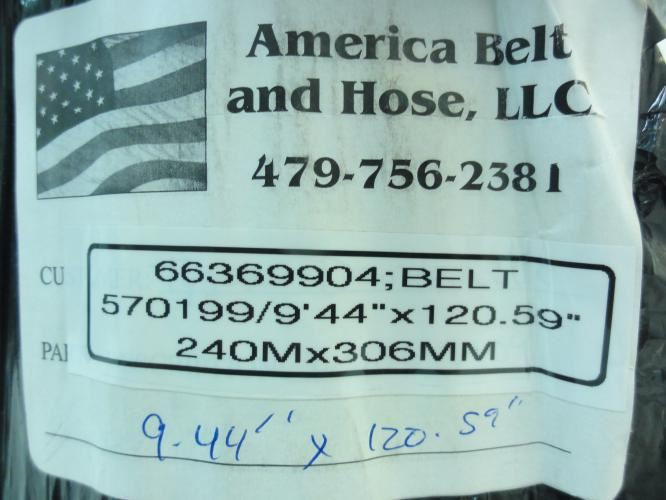 America Belt
and Hose, LLC
479-756-2381
CU
66369904;BELT
570199/9'44"x120.59"
PAI
240Mx306MM
9.44" x 120.59"